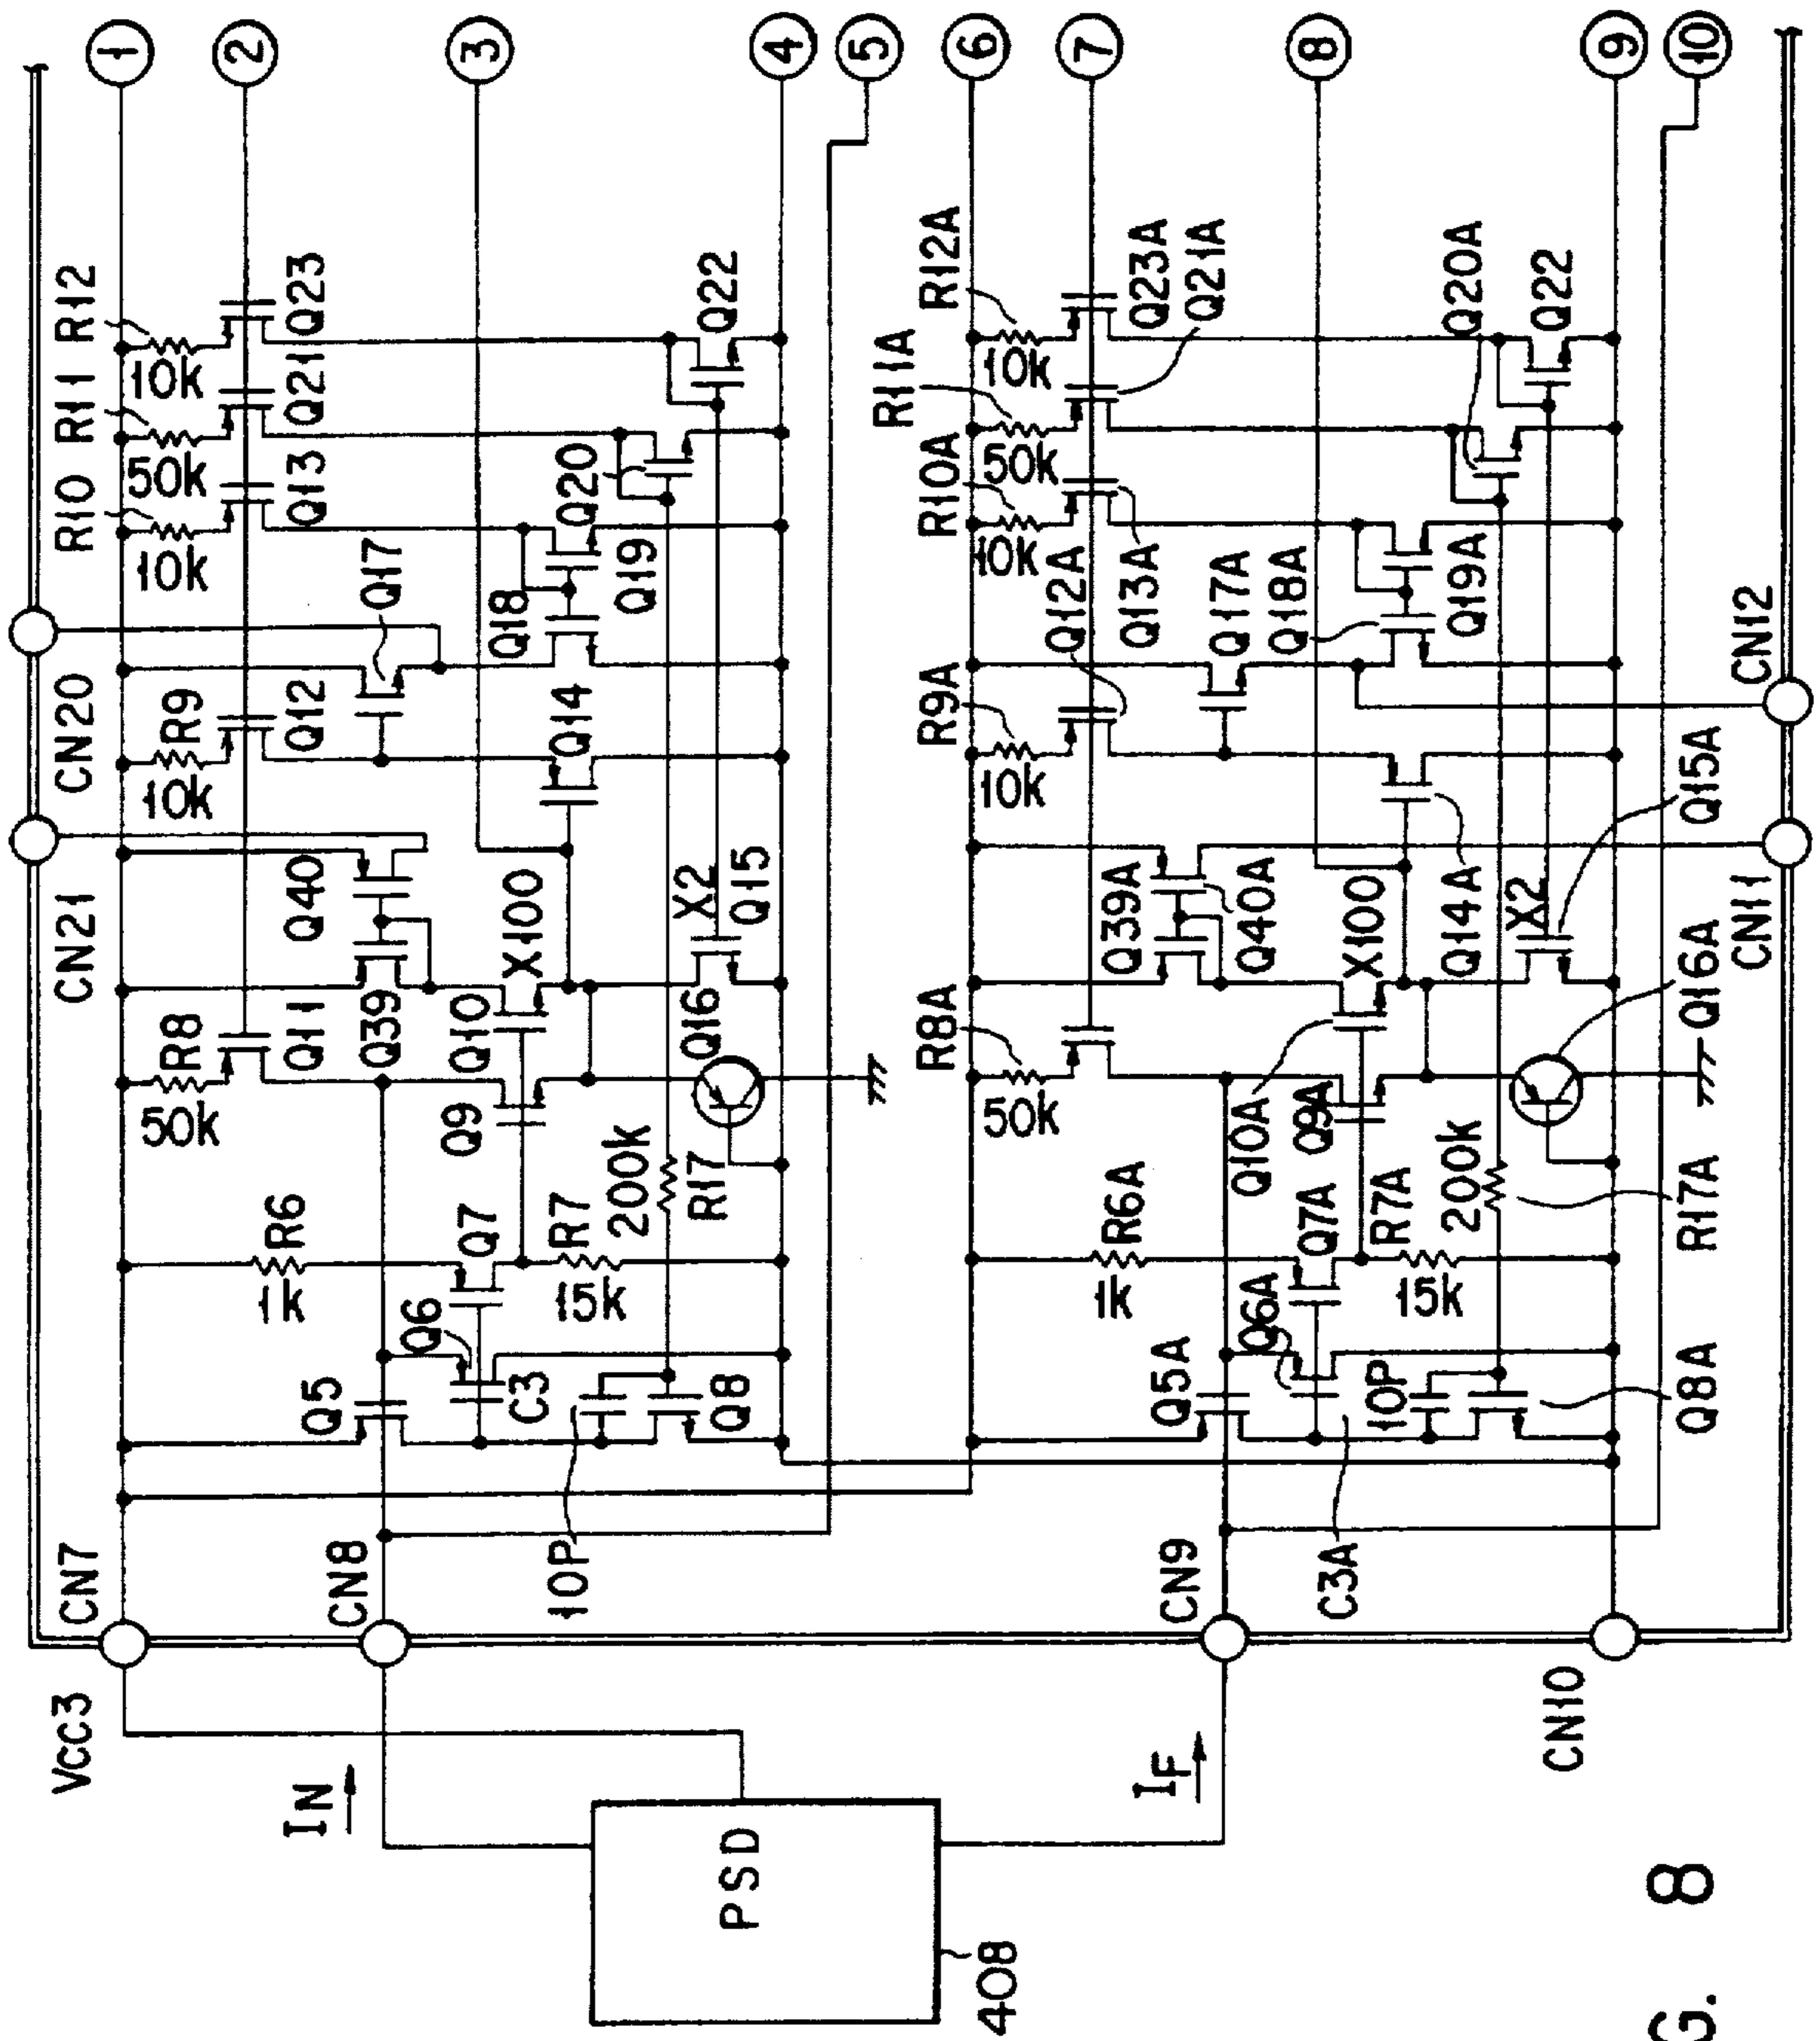 1
2
3
4
5
6
7
8
9
10
CN20
CN21
R10 R11 R12
10k
50k
10k
Q13
Q21
Q23
R9
10k
Q12
Q17
Q40
R8
50k
Q11
Q39
Q10
X100
Q9
Q14
Q18
Q19
Q20
Q22
X2
Q15
Q16
R6
1k
Q7
R7
15k
200k
R17
Q5
Q6
C3
10P
Q8
CN7
CN8
CN9
CN10
VCC3
IN
IF
PSD
408
R9A
10k
R10A
10k
R11A
50k
R12A
10k
Q12A
Q13A
Q23A
Q21A
Q17A
Q18A
Q19A
Q20A
Q22
R8A
50k
Q39A
Q40A
X100
Q10A
Q9A
Q14A
X2
Q15A
Q16A
R6A
1k
Q7A
R7A
15k
200k
R17A
Q5A
Q6A
10P
C3A
Q8A
CN11
CN12
G. 8